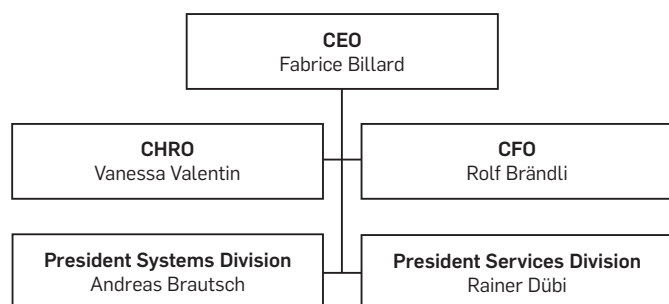 CEO
Fabrice Billard
CHRO
Vanessa Valentin
CFO
Rolf Brändli
President Systems Division
Andreas Brautsch
President Services Division
Rainer Dübi